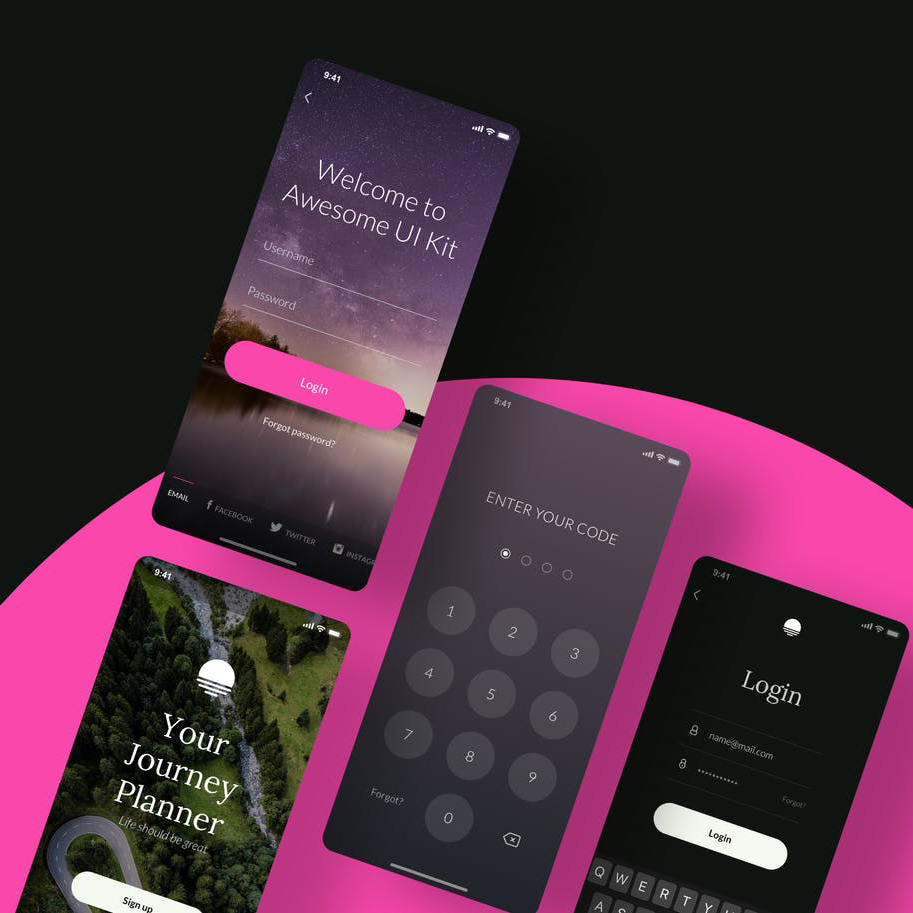 9:41
Welcome to
Awesome UI Kit
Username
Password
Login
Forgot password?
EMAIL
FACEBOOK
TWITTER
INSTAGR
9:41
ENTER YOUR CODE
1 2 3
4 5 6
7 8 9
Forgot? 0
9:41
Your
Journey
Planner
Life should be great
Sign up
9:41
Login
name@mail.com
Forgot?
Login
Q W E R T Y
A S